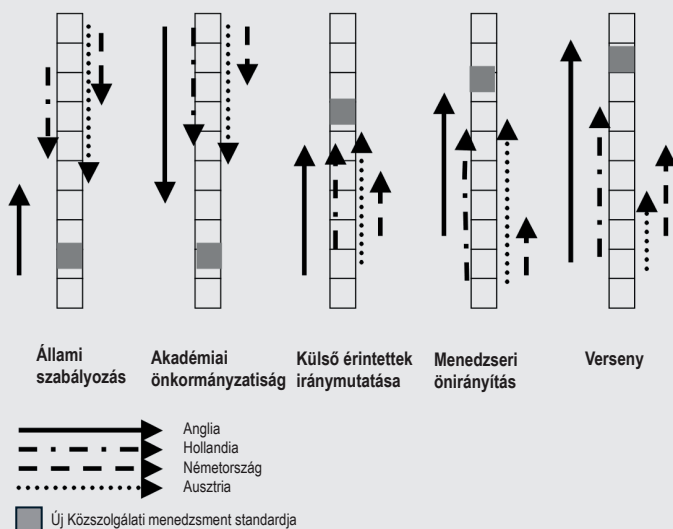 Állami
szabályozás
Akadémiai
önkormányzatiság
Külső érintettek
iránymutatása
Menedzseri
önirányítás
Verseny
Anglia
Hollandia
Németország
Ausztria
Új Közszolgálati menedzsment standardja